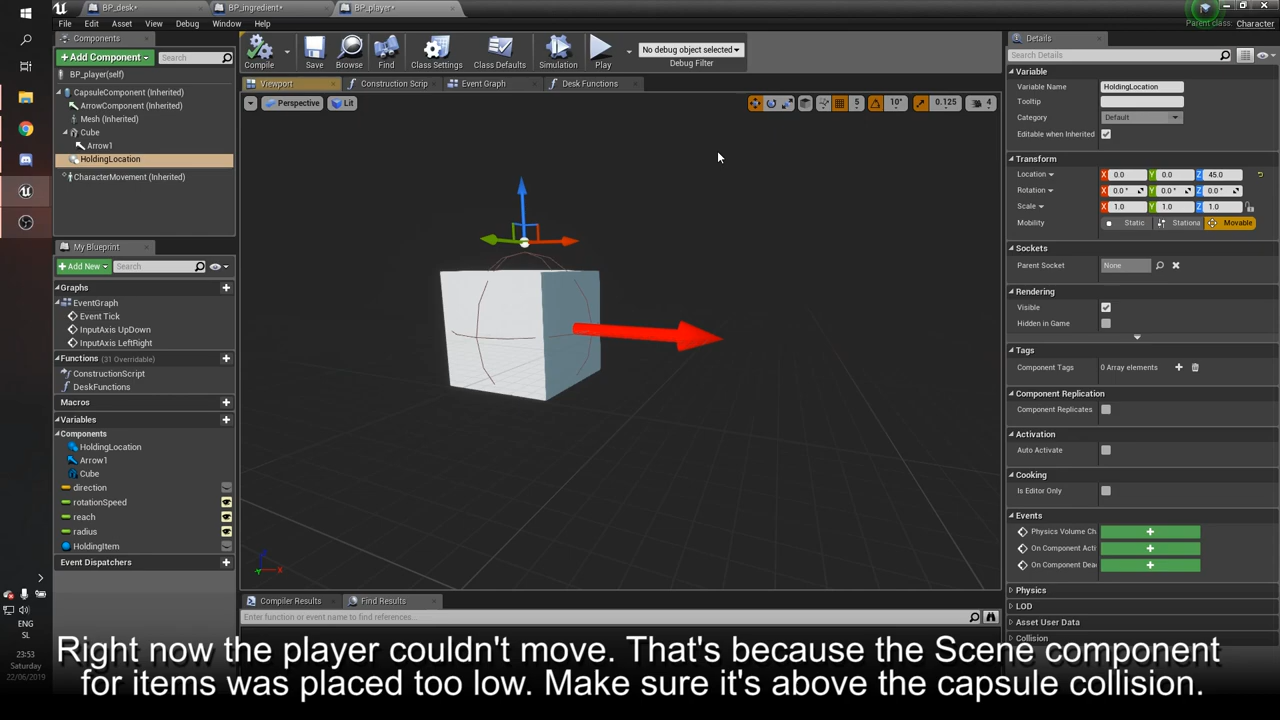 BP_desk*
BP_ingredient*
BP_player*
File Edit Asset View Debug Window Help
Parent class: Character
Components
+Add Component
Search
BP_player(self)
CapsuleComponent (Inherited)
ArrowComponent (Inherited)
Mesh (Inherited)
Cube
Arrow1
HoldingLocation
CharacterMovement (Inherited)
My Blueprint
+Add New
Search
Graphs
EventGraph
Event Tick
InputAxis UpDown
InputAxis LeftRight
Functions (31 Overridable)
ConstructionScript
DeskFunctions
Macros
Variables
Components
HoldingLocation
Arrow1
Cube
direction
rotationSpeed
reach
radius
HoldingItem
Event Dispatchers
Compile
Save
Browse
Find
Class Settings
Class Defaults
Simulation
Play
No debug object selected
Debug Filter
Viewport
Construction Scrip
Event Graph
Desk Functions
Perspective
Lit
5
10°
0.125
4
X
Y
Compiler Results
Find Results
Enter function or event name to find references...
Details
Search Details
Variable
Variable Name HoldingLocation
Tooltip
Category Default
Editable when Inherited
Transform
Location X 0.0 Y 0.0 Z 45.0
Rotation X 0.0 ° Y 0.0 ° Z 0.0 °
Scale X 1.0 Y 1.0 Z 1.0
Mobility Static Stationa Movable
Sockets
Parent Socket None
Rendering
Visible
Hidden in Game
Tags
Component Tags 0 Array elements
Component Replication
Component Replicates
Activation
Auto Activate
Cooking
Is Editor Only
Events
Physics Volume Ch
On Component Acti
On Component Dea
Physics
LOD
Asset User Data
Collision
ENG
SL
23:53
Saturday
22/06/2019
Right now the player couldn't move. That's because the Scene component
for items was placed too low. Make sure it's above the capsule collision.